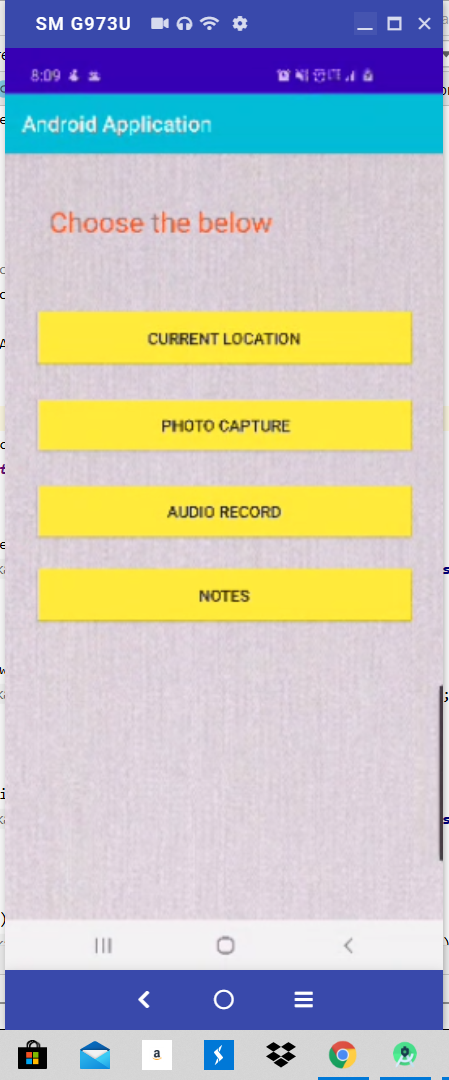 SM G973U
8:09
Android Application
Choose the below
CURRENT LOCATION
PHOTO CAPTURE
AUDIO RECORD
NOTES
a